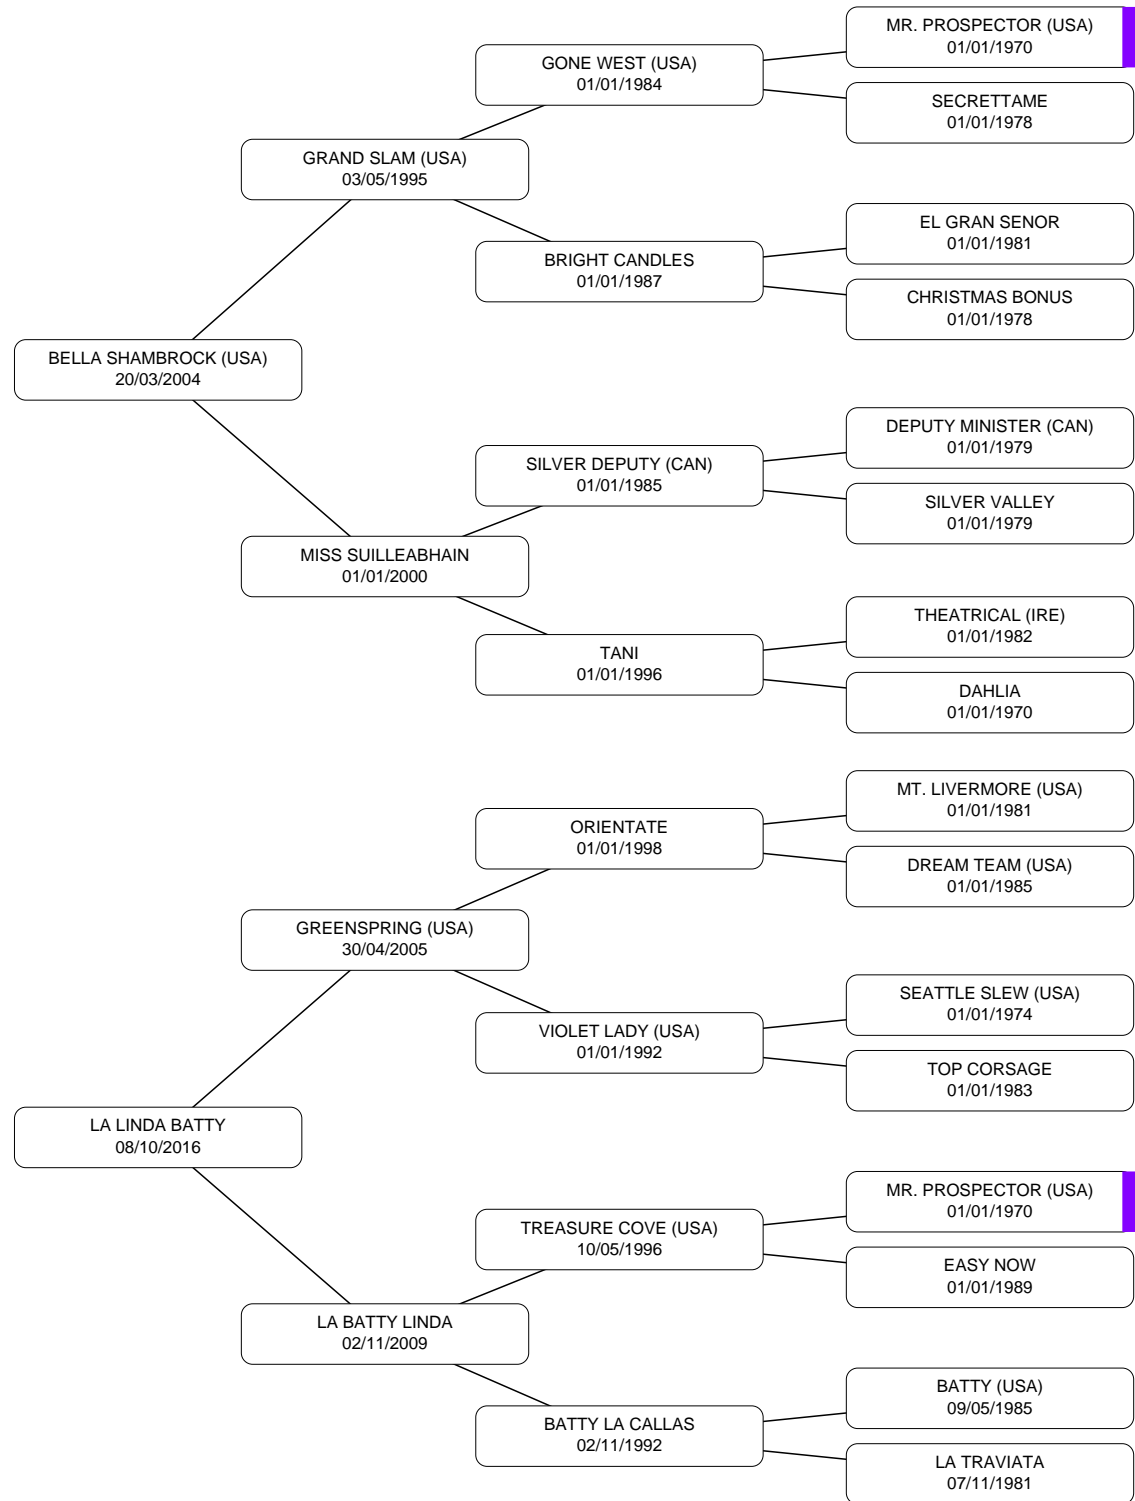 MR. PROSPECTOR (USA)
01/01/1970
GONE WEST (USA)
01/01/1984
SECRETTAME
01/01/1978
GRAND SLAM (USA)
03/05/1995
EL GRAN SENOR
01/01/1981
BRIGHT CANDLES
01/01/1987
CHRISTMAS BONUS
01/01/1978
BELLA SHAMBROCK (USA)
20/03/2004
DEPUTY MINISTER (CAN)
01/01/1979
SILVER DEPUTY (CAN)
01/01/1985
SILVER VALLEY
01/01/1979
MISS SUILLEABHAIN
01/01/2000
THEATRICAL (IRE)
01/01/1982
TANI
01/01/1996
DAHLIA
01/01/1970
MT. LIVERMORE (USA)
01/01/1981
ORIENTATE
01/01/1998
DREAM TEAM (USA)
01/01/1985
GREENSPRING (USA)
30/04/2005
SEATTLE SLEW (USA)
01/01/1974
VIOLET LADY (USA)
01/01/1992
TOP CORSAGE
01/01/1983
LA LINDA BATTY
08/10/2016
MR. PROSPECTOR (USA)
01/01/1970
TREASURE COVE (USA)
10/05/1996
EASY NOW
01/01/1989
LA BATTY LINDA
02/11/2009
BATTY (USA)
09/05/1985
BATTY LA CALLAS
02/11/1992
LA TRAVIATA
07/11/1981